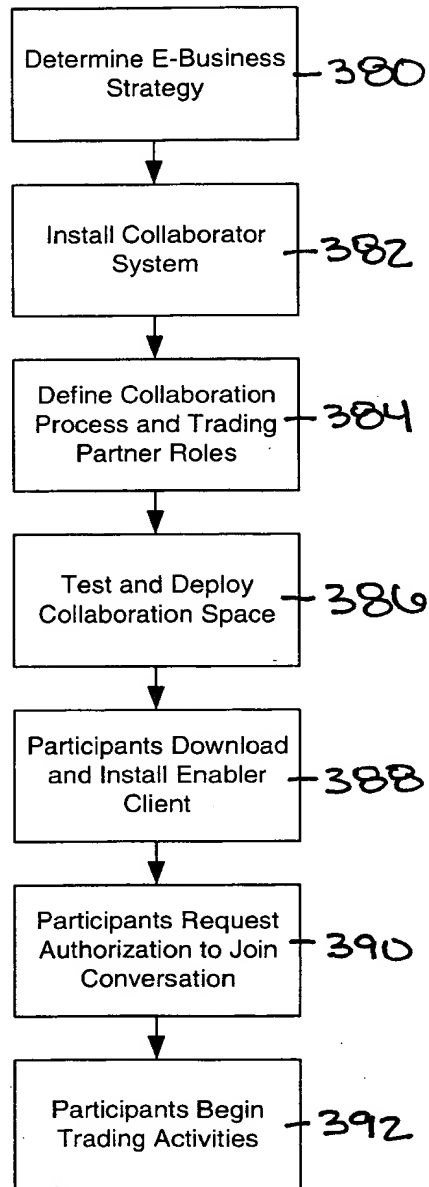 Determine E-Business
Strategy
380
Install Collaborator
System
382
Define Collaboration
Process and Trading
Partner Roles
384
Test and Deploy
Collaboration Space
386
Participants Download
and Install Enabler
Client
388
Participants Request
Authorization to Join
Conversation
390
Participants Begin
Trading Activities
392